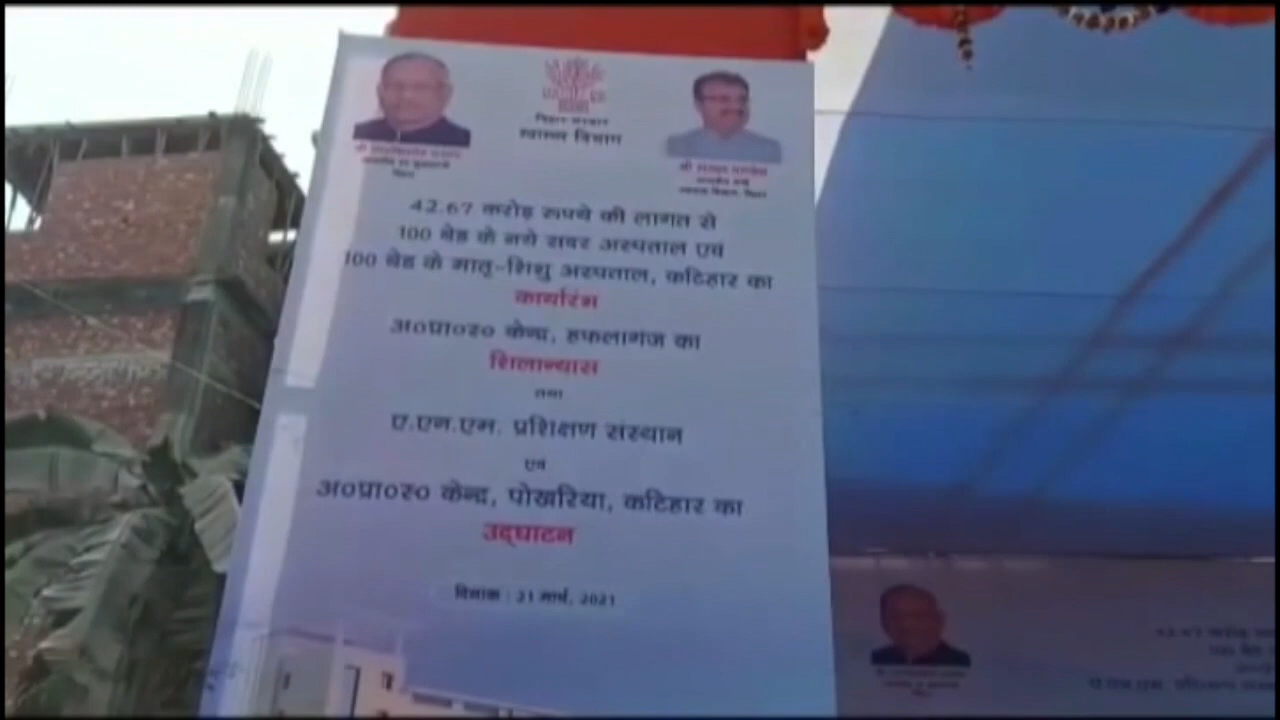 बिहार सरकार
स्वास्थ्य विभाग
श्री
बिहार
श्री मंगल पाण्डेय
स्वास्थ्य विभाग, बिहार
42.67 करोड़ रूपये की लागत से
100 बेड के नये सदर अस्पताल एवं
100 बेड के मातृ-शिशु अस्पताल, कटिहार का
कार्यारंभ
अ०प्रा०स्० केन्द्र, हफलागंज का
शिलान्यास
तथा
ए.एन.एम. प्रशिक्षण संस्थान
एवं
अ०प्रा०स्० केन्द्र, पोखरिया, कटिहार का
उद्घाटन
दिनांक : 21 मार्च, 2021